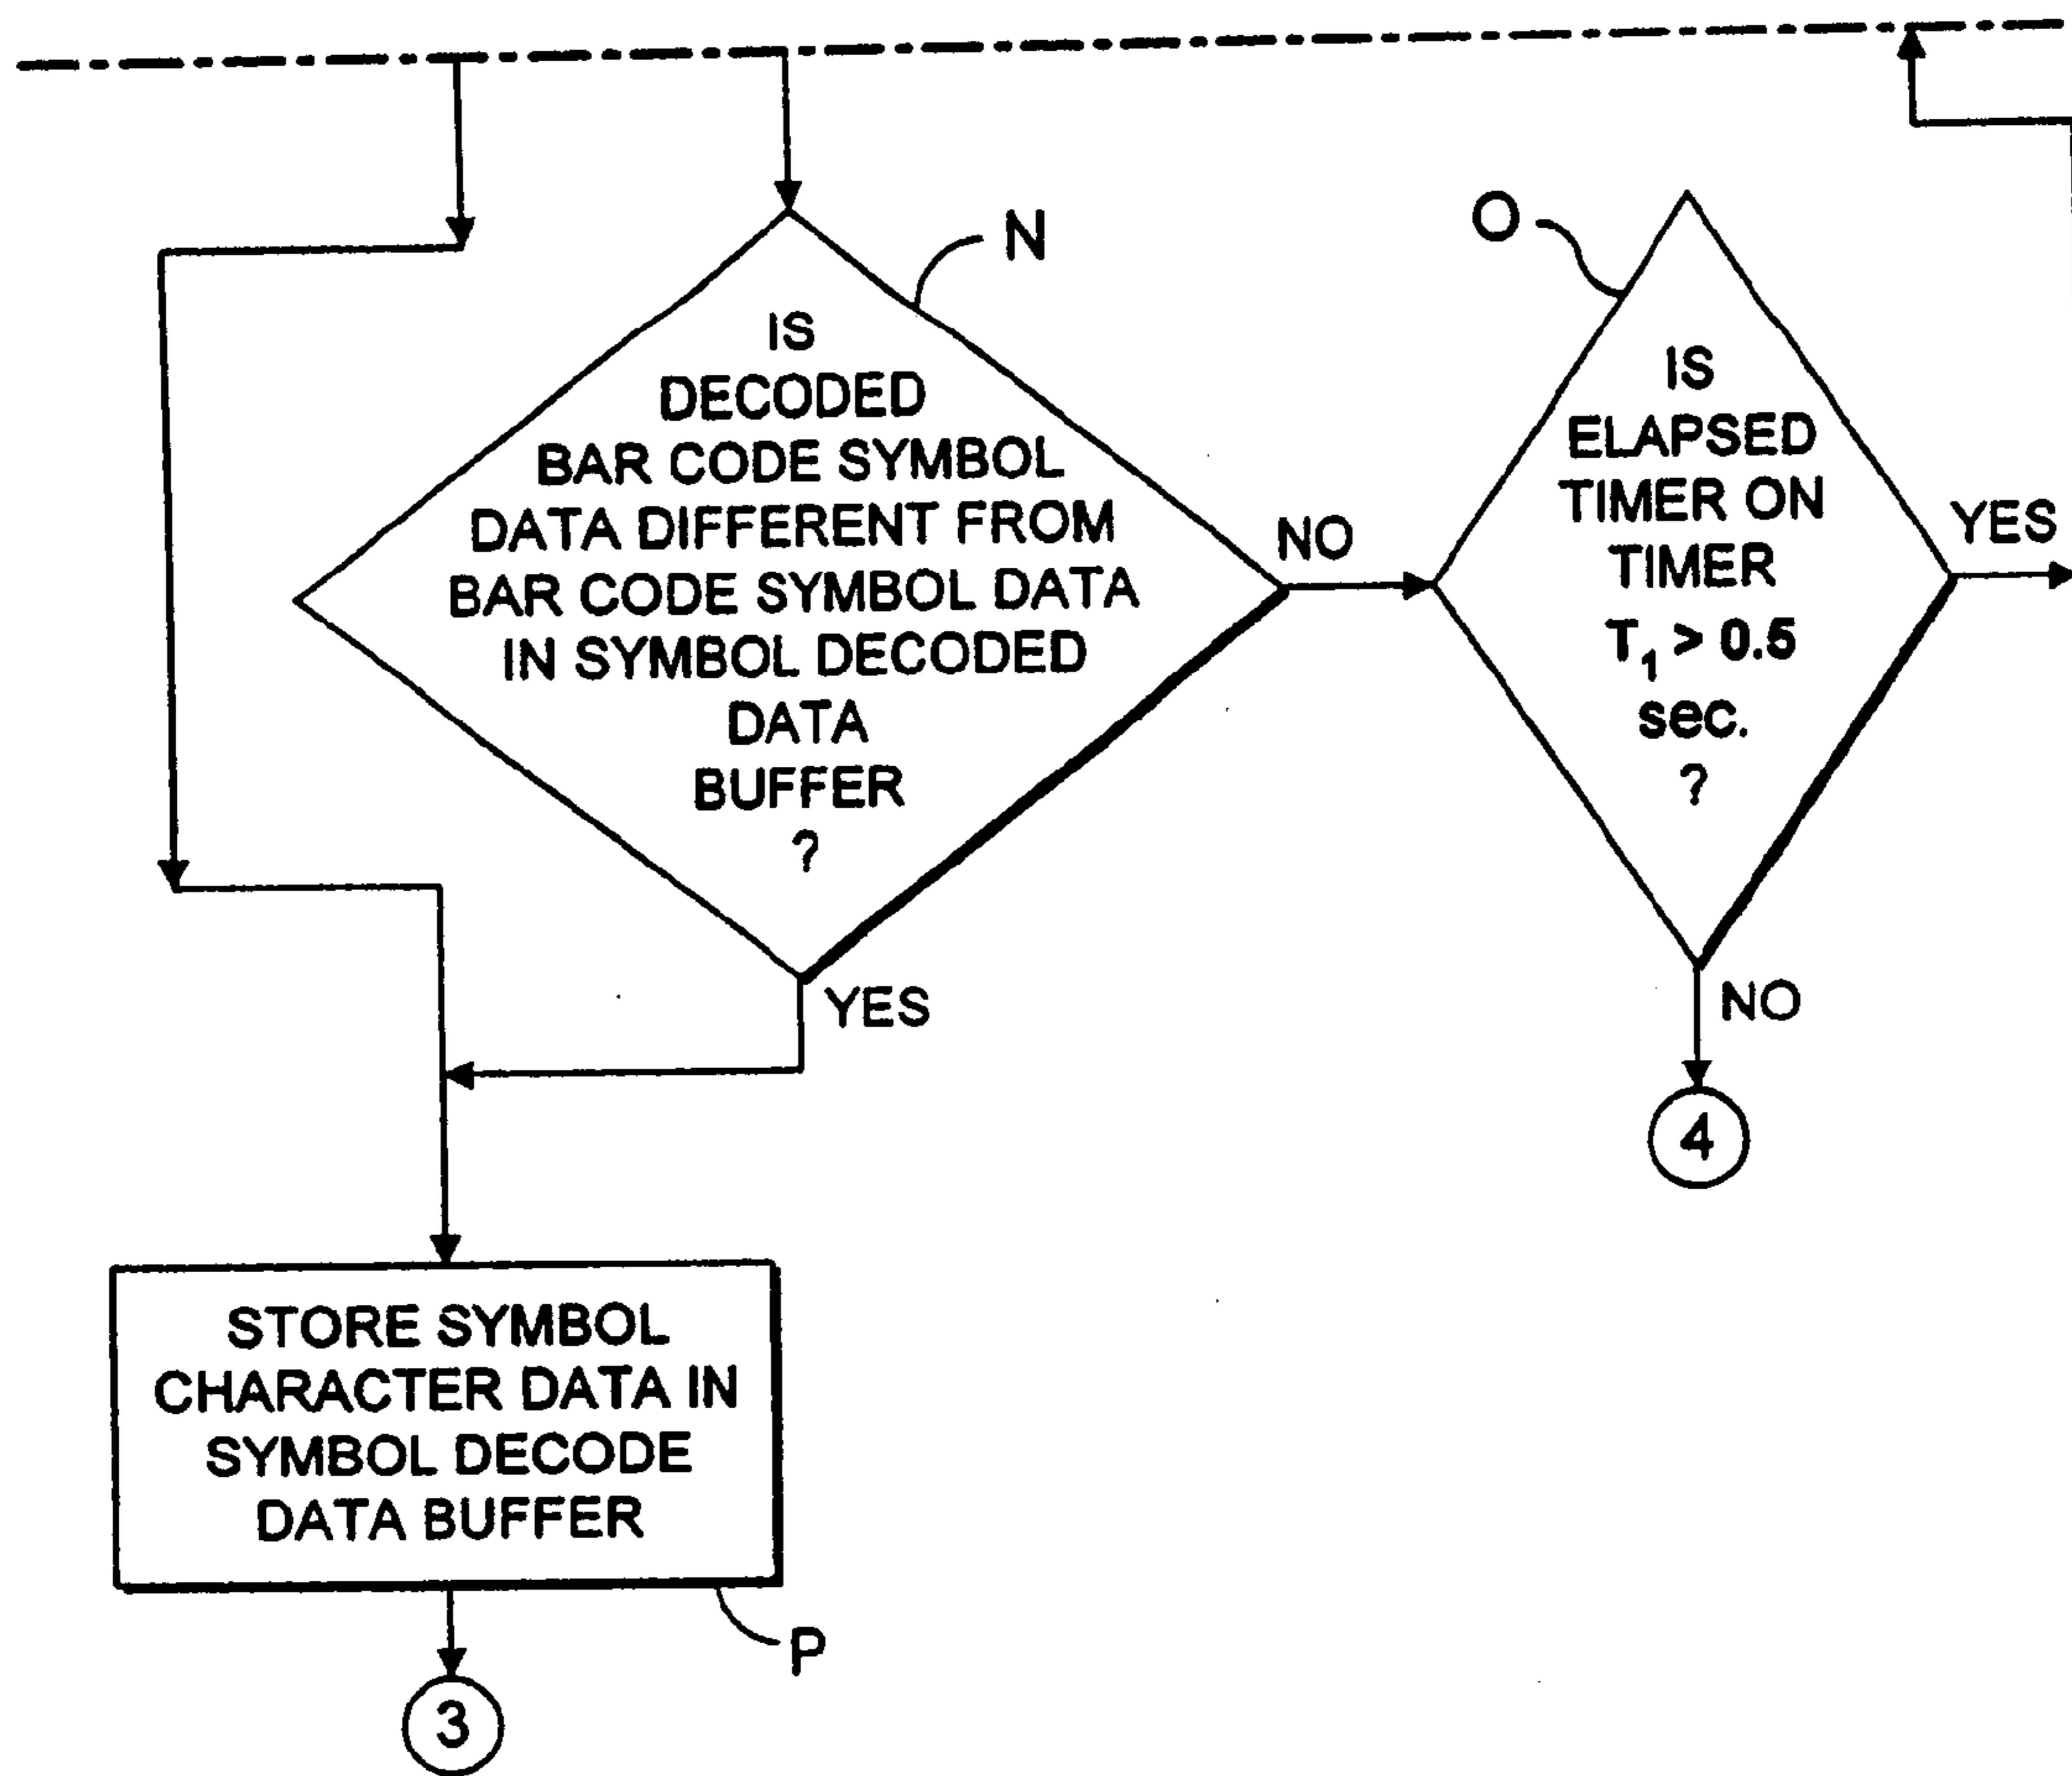 N
IS
DECODED
BAR CODE SYMBOL
DATA DIFFERENT FROM
BAR CODE SYMBOL DATA
IN SYMBOL DECODED
DATA
BUFFER
?
NO
YES
O
IS
ELAPSED
TIMER ON
TIMER
T₁ > 0.5
sec.
?
YES
NO
4
STORE SYMBOL
CHARACTER DATA IN
SYMBOL DECODE
DATA BUFFER
P
3